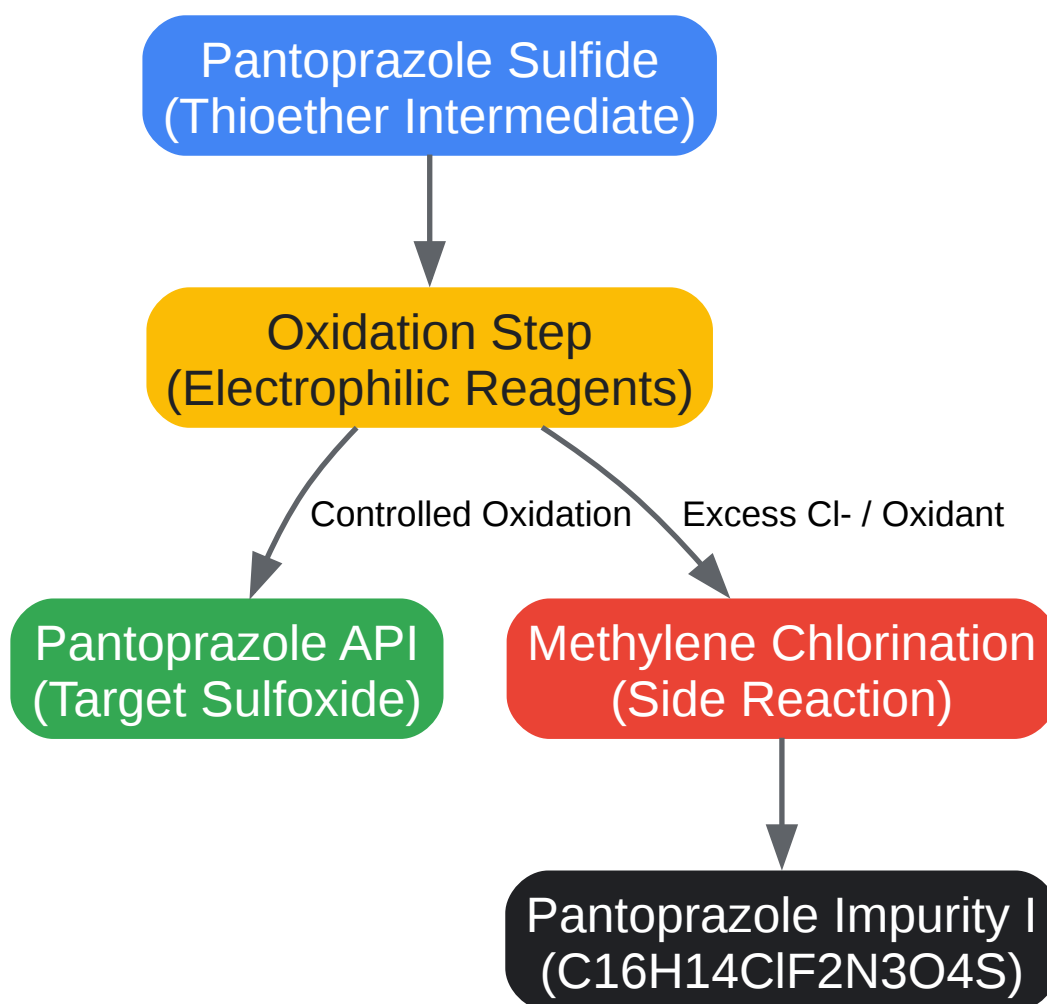 Pantoprazole Sulfide
(Thioether Intermediate)
Oxidation Step
(Electrophilic Reagents)
Controlled Oxidation
Excess Cl- / Oxidant
Pantoprazole API
(Target Sulfoxide)
Methylene Chlorination
(Side Reaction)
Pantoprazole Impurity I
(C16H14ClF2N3O4S)